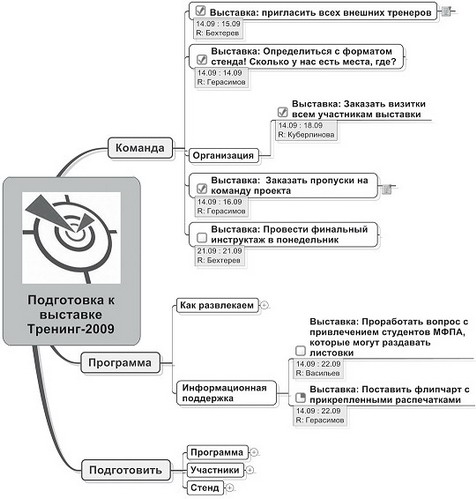 Выставка: пригласить всех внешних тренеров
14.09 : 15.09
R: Бехтерев
Выставка: Определиться с форматом
стенда! Сколько у нас есть места, где?
14.09 : 14.09
R: Герасимов
Выставка: Заказать визитки
всем участникам выставки
14.09 : 18.09
R: Куберлинова
Команда
Организация
Выставка: Заказать пропуски на
команду проекта
14.09 : 16.09
R: Герасимов
Выставка: Провести финальный
инструктаж в понедельник
21.09 : 21.09
R: Бехтерев
Подготовка к
выставке
Тренинг-2009
Как развлекаем
Программа
Выставка: Проработать вопрос с
привлечением студентов МФПА,
которые могут раздавать
листовки
14.09 : 22.09
R: Васильев
Информационная
поддержка
Выставка: Поставить флипчарт с
прикрепленными распечатками
14.09 : 22.09
R: Герасимов
Подготовить
Программа
Участники
Стенд